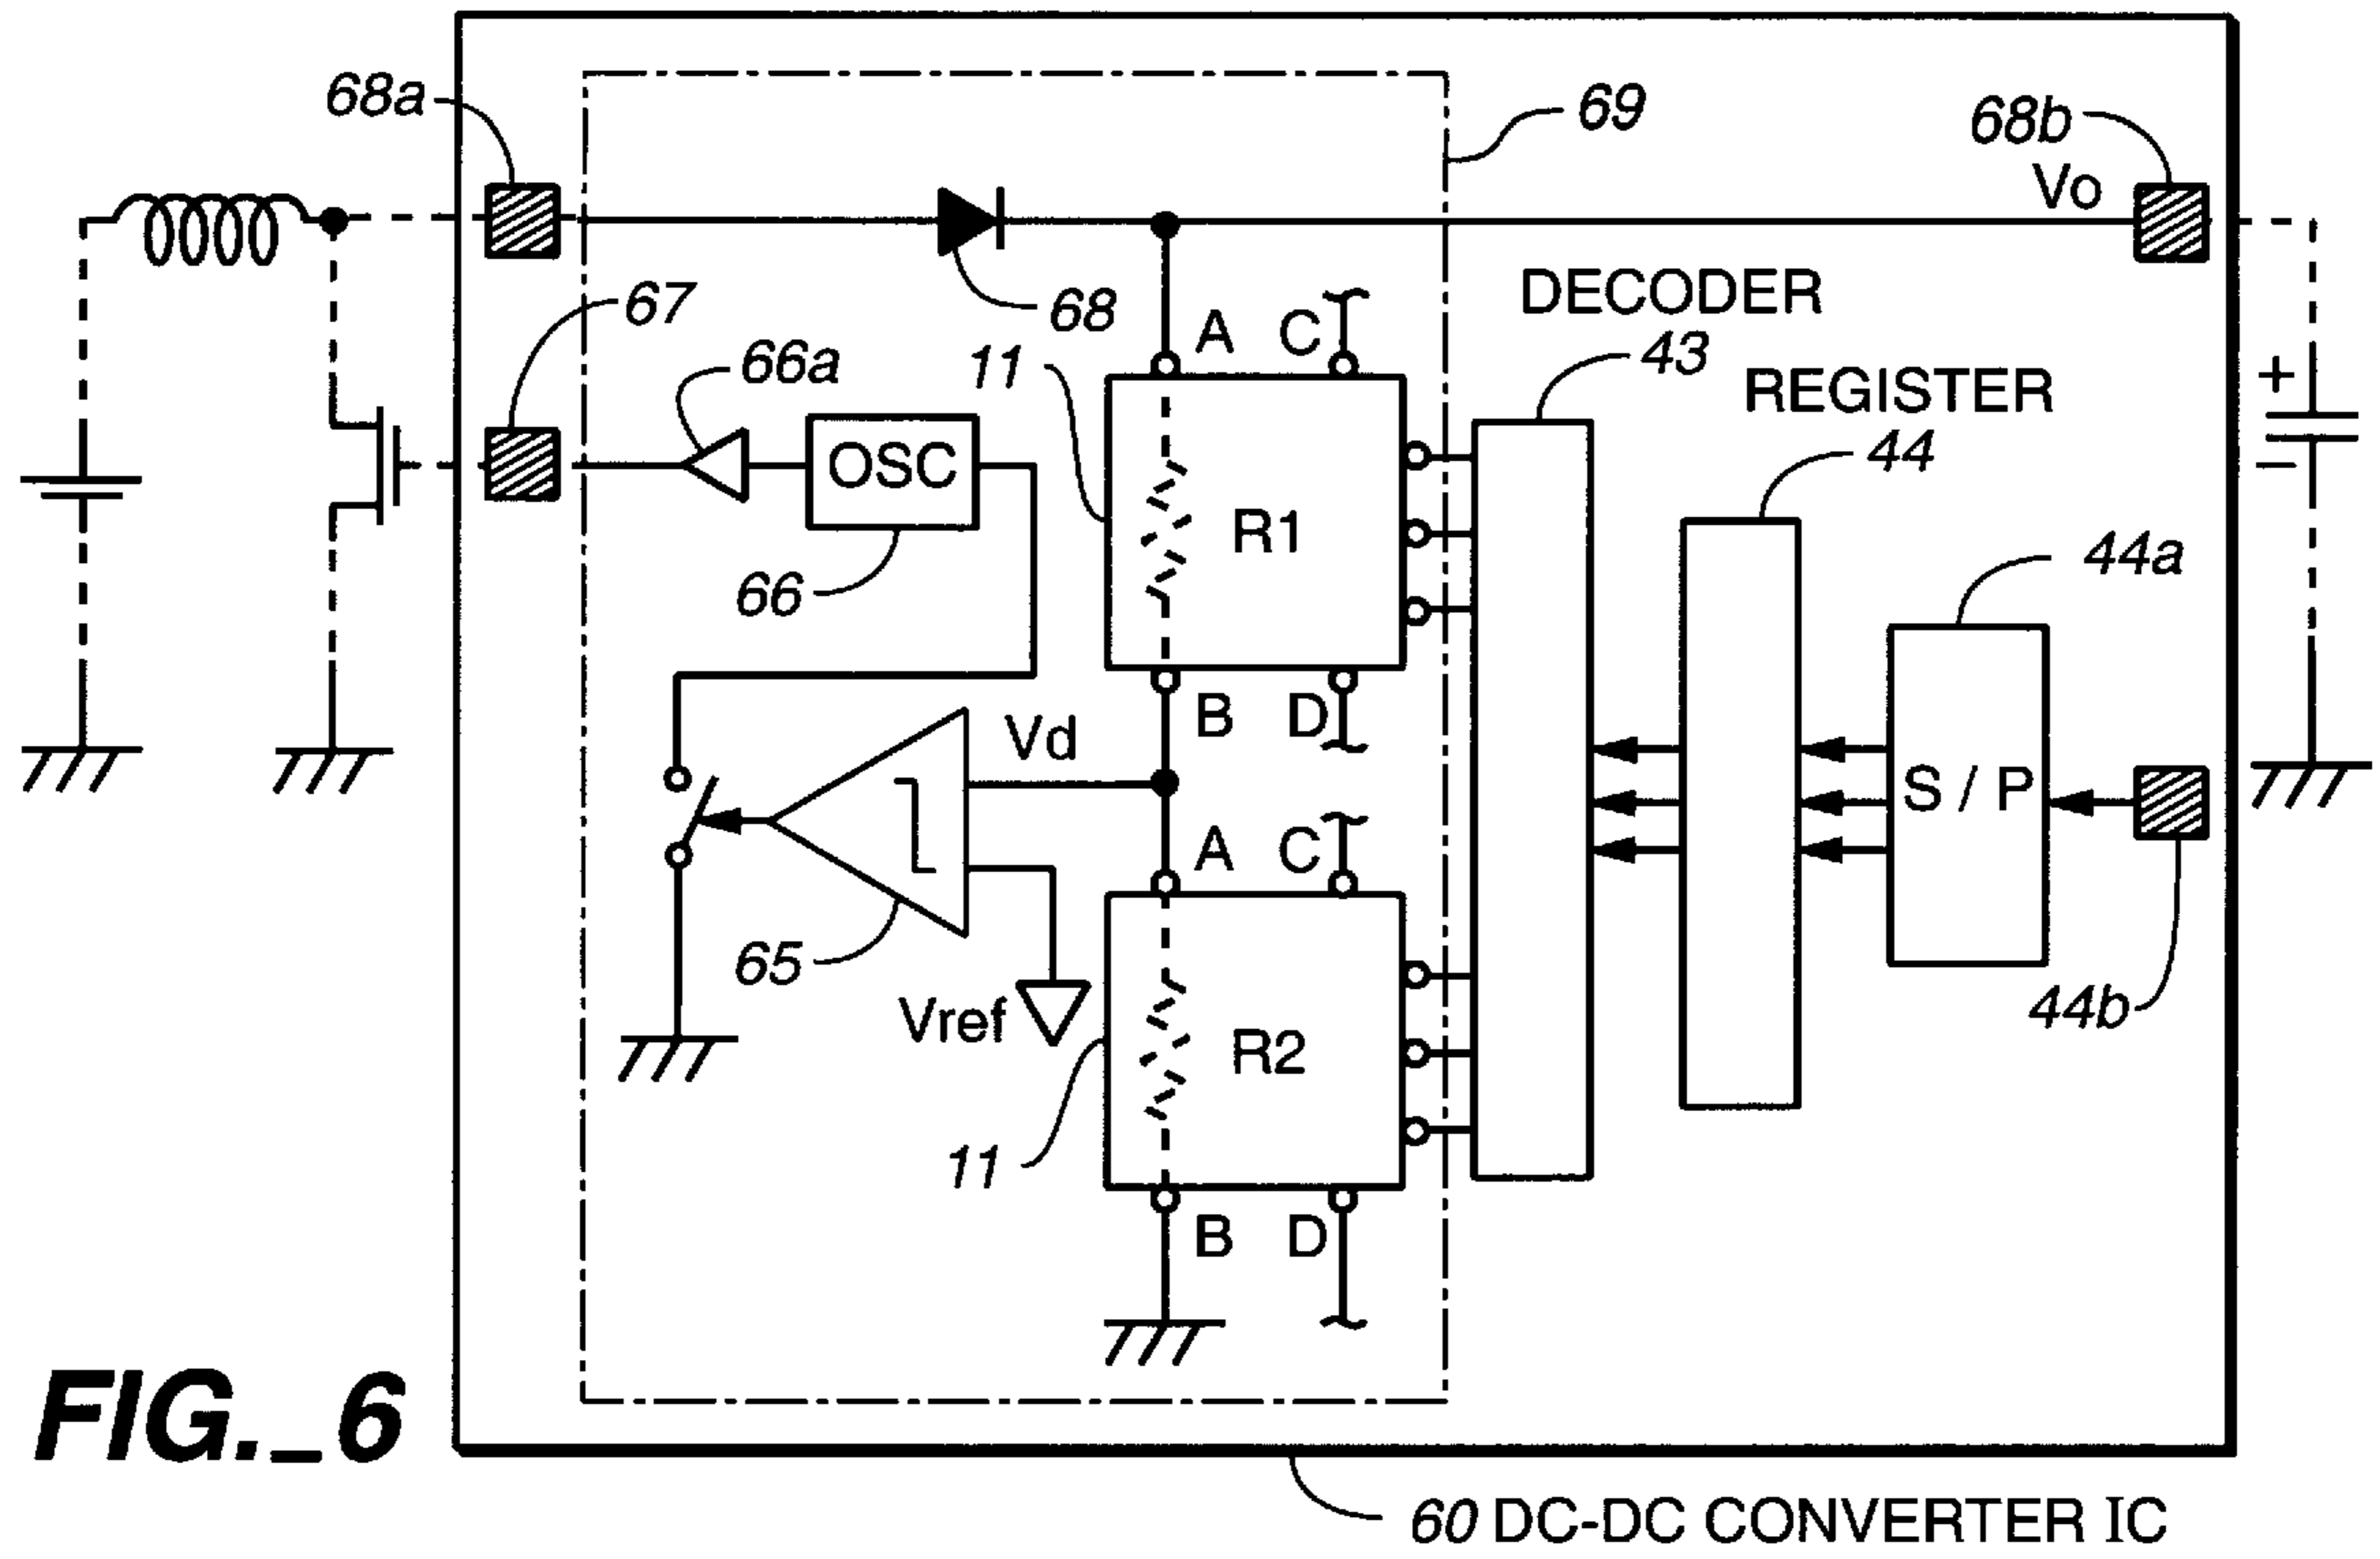 68a
69
68b
Vo
67
68
DECODER
43
66a
11
A
C
REGISTER
44
OSC
R1
66
44a
B
D
Vd
S / P
A
C
65
Vref
R2
44b
11
B
D
+
−
FIG._6
60 DC-DC CONVERTER IC